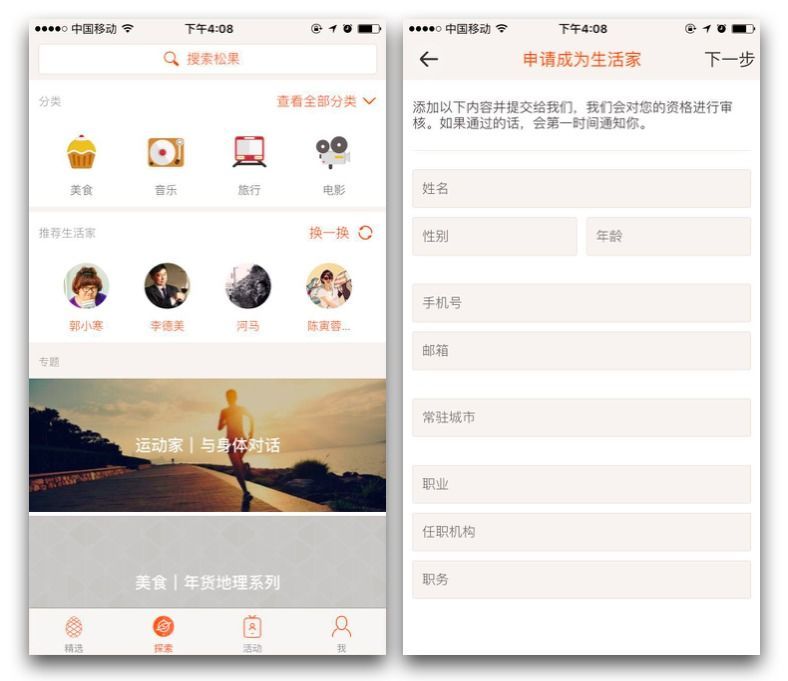 中国移动
下午4:08
搜索松果
分类
查看全部分类
美食
音乐
旅行
电影
推荐生活家
换一换
郭小寒
李德美
河马
陈寅蓉...
专题
运动家｜与身体对话
美食｜年货地理系列
精选
探索
活动
我
中国移动
下午4:08
申请成为生活家
下一步
添加以下内容并提交给我们，我们会对您的资格进行审
核。如果通过的话，会第一时间通知你。
姓名
性别
年龄
手机号
邮箱
常驻城市
职业
任职机构
职务